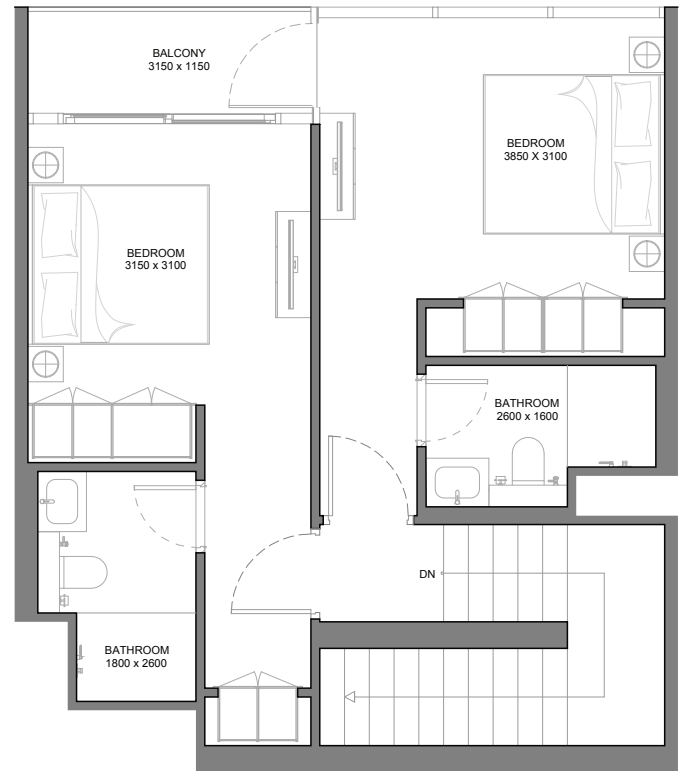 BALCONY
3150 x 1150
BEDROOM
3850 X 3100
BEDROOM
3150 x 3100
BATHROOM
2600 x 1600
DN
BATHROOM
1800 x 2600